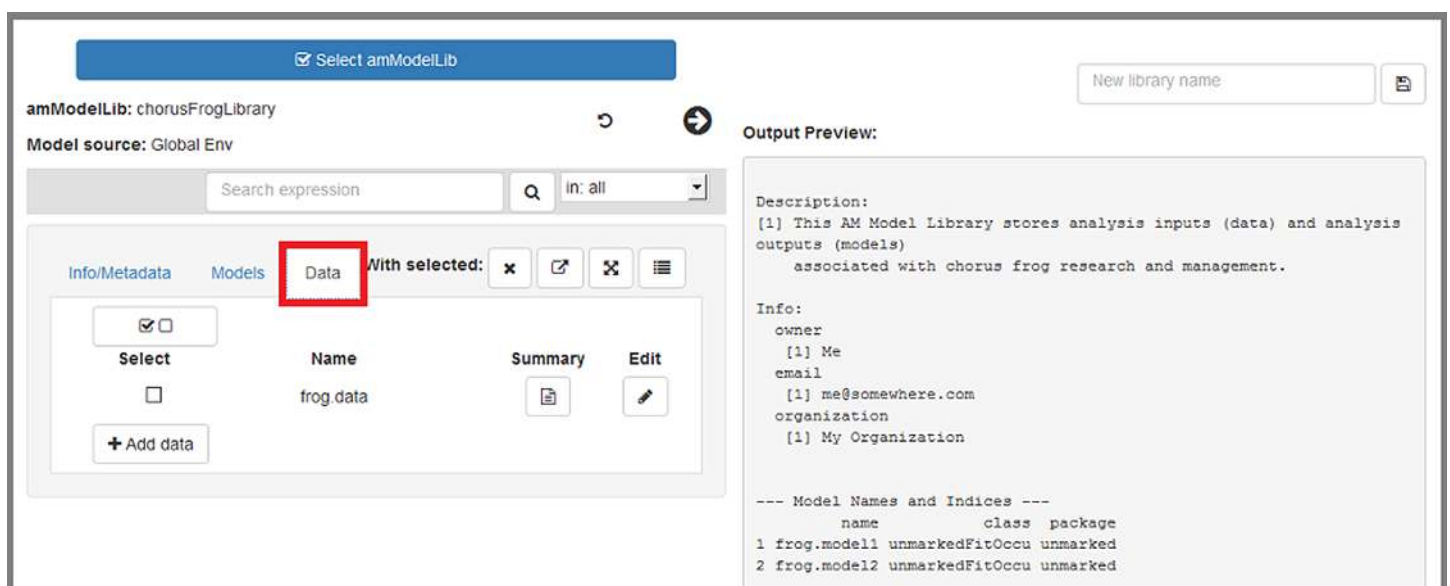 Select amModelLib
amModelLib: chorusFrogLibrary
Model source: Global Env
Search expression
in: all
Info/Metadata Models Data With selected:
Select Name Summary Edit
frog.data
Add data
New library name
Output Preview:
Description:
[1] This AM Model Library stores analysis inputs (data) and analysis
outputs (models)
associated with chorus frog research and management.
Info:
owner
[1] Me
email
[1] me@somewhere.com
organization
[1] My Organization
--- Model Names and Indices ---
name class package
1 frog.model1 unmarkedFitOccu unmarked
2 frog.model2 unmarkedFitOccu unmarked